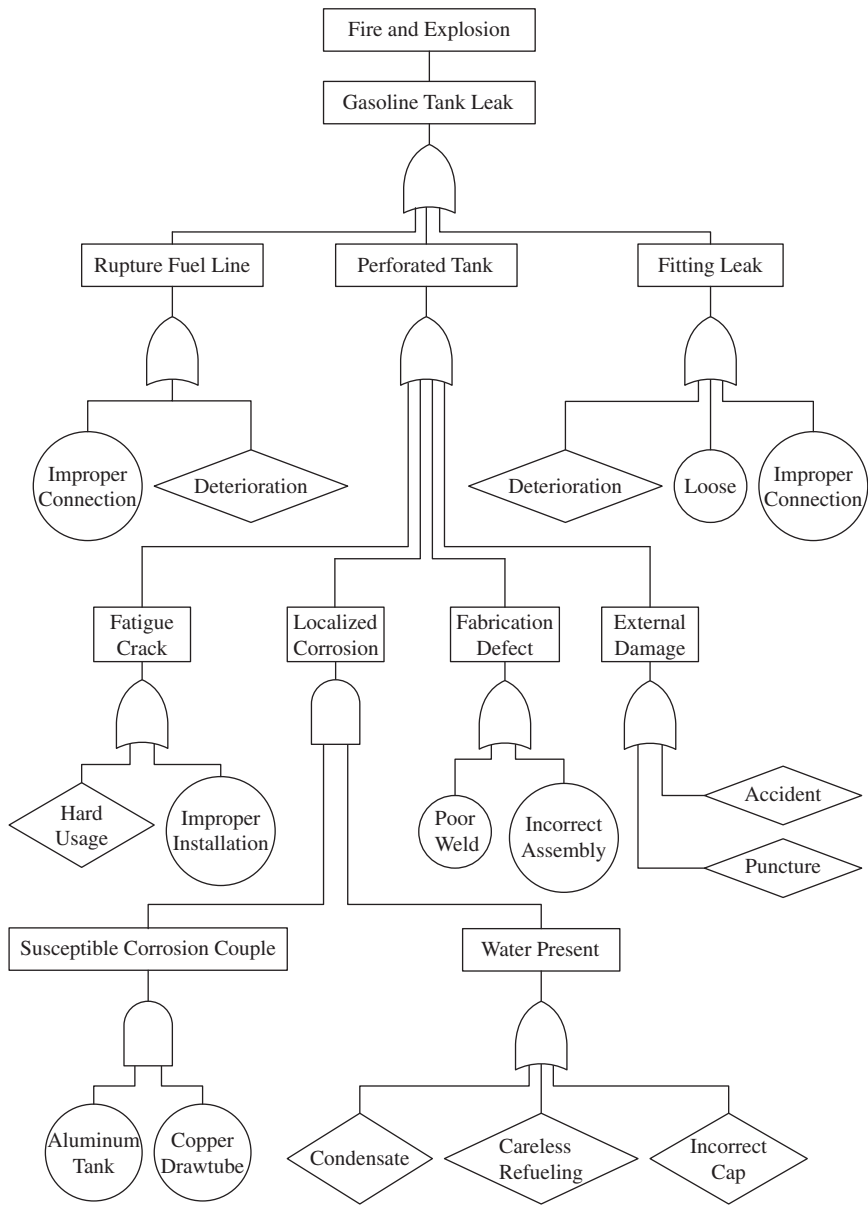 Fire and Explosion
Gasoline Tank Leak
Rupture Fuel Line
Perforated Tank
Fitting Leak
Improper
Connection
Deterioration
Deterioration
Loose
Improper
Connection
Fatigue
Crack
Localized
Corrosion
Fabrication
Defect
External
Damage
Hard
Usage
Improper
Installation
Poor
Weld
Incorrect
Assembly
Accident
Puncture
Susceptible Corrosion Couple
Water Present
Aluminum
Tank
Copper
Drawtube
Condensate
Careless
Refueling
Incorrect
Cap